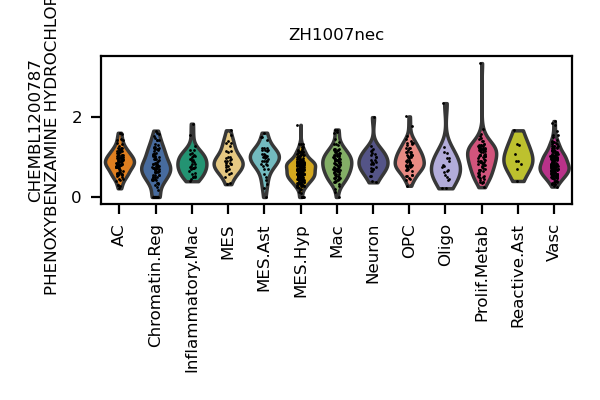 ZH1007nec
CHEMBL1200787
PHENOXYBENZAMINE HYDROCHLOR
2
0
AC
Chromatin.Reg
Inflammatory.Mac
MES
MES.Ast
MES.Hyp
Mac
Neuron
OPC
Oligo
Prolif.Metab
Reactive.Ast
Vasc